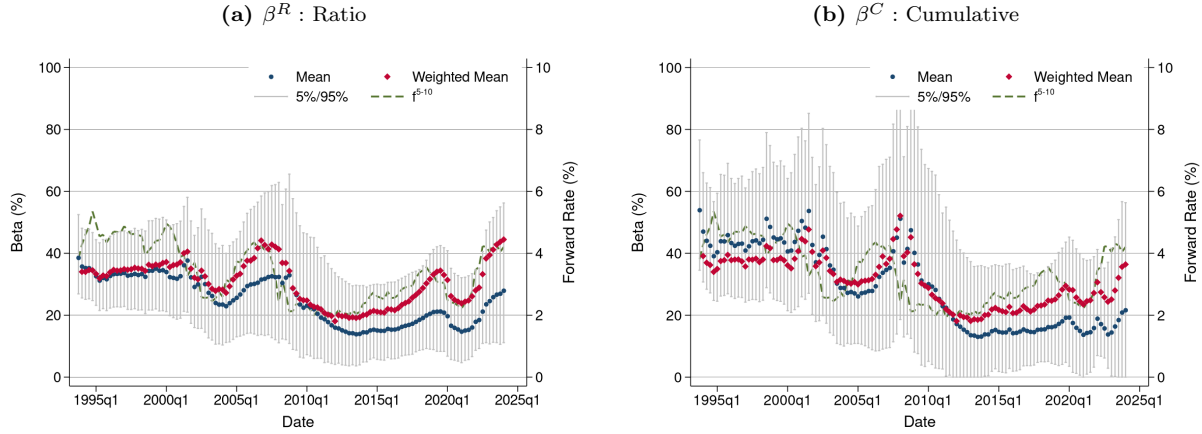 (a) β^R : Ratio
Mean
Weighted Mean
5%/95%
f^5-10
100
80
60
40
20
0
Beta (%)
10
8
6
4
2
0
Forward Rate (%)
1995q1 2000q1 2005q1 2010q1 2015q1 2020q1 2025q1
Date
(b) β^C : Cumulative
Mean
Weighted Mean
5%/95%
f^5-10
100
80
60
40
20
0
Beta (%)
10
8
6
4
2
0
Forward Rate (%)
1995q1 2000q1 2005q1 2010q1 2015q1 2020q1 2025q1
Date